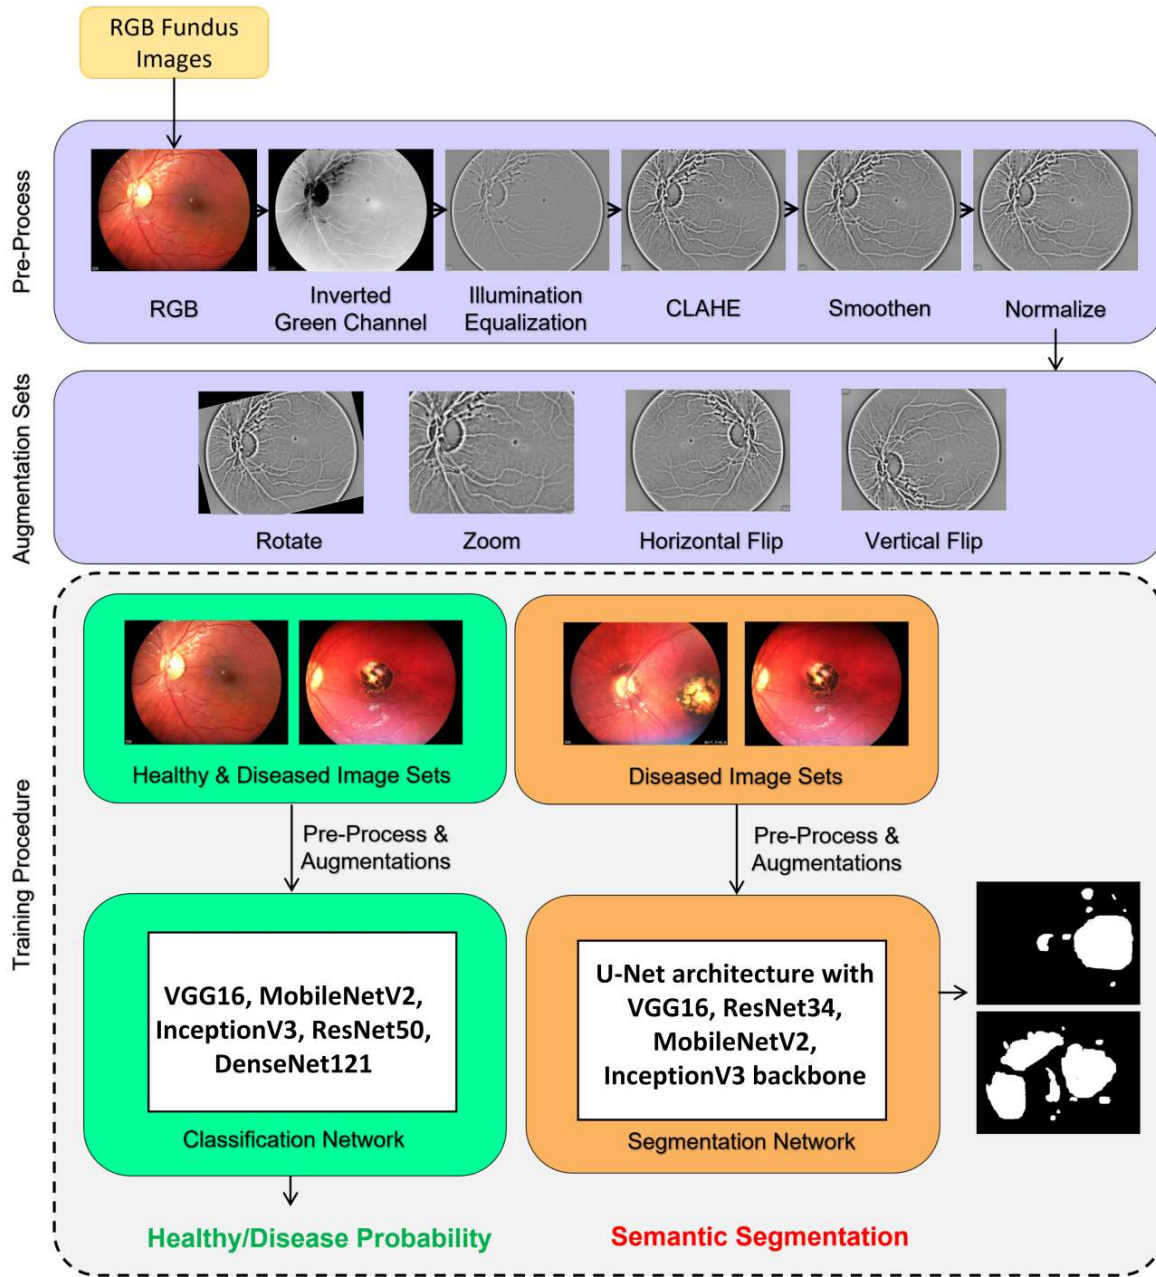 RGB Fundus
Images
Pre-Process
RGB
Inverted
Green Channel
Illumination
Equalization
CLAHE
Smoothen
Normalize
Augmentation Sets
Rotate
Zoom
Horizontal Flip
Vertical Flip
Training Procedure
Healthy & Diseased Image Sets
Diseased Image Sets
Pre-Process &
Augmentations
Pre-Process &
Augmentations
VGG16, MobileNetV2,
InceptionV3, ResNet50,
DenseNet121
Classification Network
U-Net architecture with
VGG16, ResNet34,
MobileNetV2,
InceptionV3 backbone
Segmentation Network
Healthy/Disease Probability
Semantic Segmentation